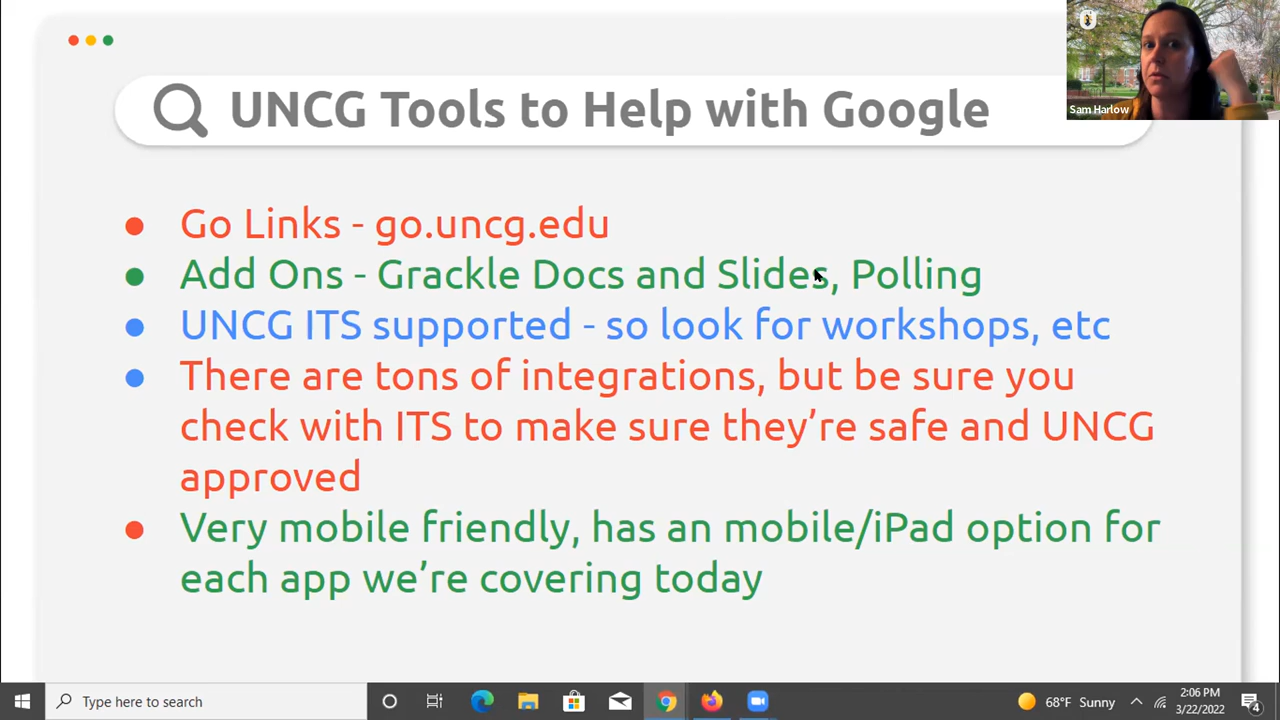 UNCG Tools to Help with Google
Sam Harlow
Go Links - go.uncg.edu
Add Ons - Grackle Docs and Slides, Polling
UNCG ITS supported - so look for workshops, etc
There are tons of integrations, but be sure you
check with ITS to make sure they’re safe and UNCG
approved
Very mobile friendly, has an mobile/iPad option for
each app we’re covering today
Type here to search
68°F Sunny
2:06 PM
3/22/2022
4